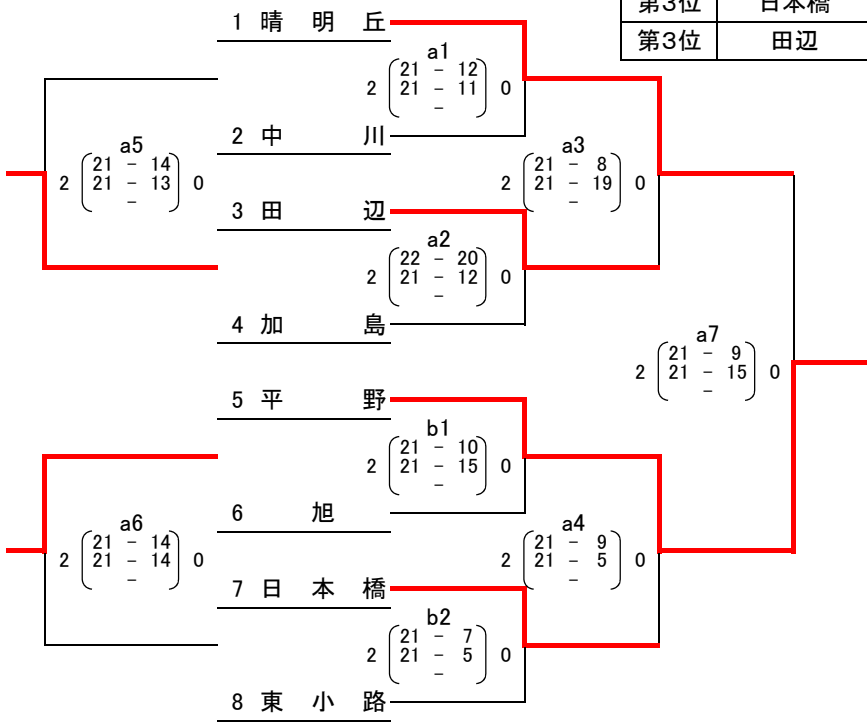 第3位 日本橋
第3位 田辺
1 晴 明 丘
a1
2 21 - 12 0
21 - 11
-
2 中 川
a3
2 21 - 8 0
21 - 19
-
a5
2 21 - 14 0
21 - 13
-
3 田 辺
a2
2 22 - 20 0
21 - 12
-
4 加 島
a7
2 21 - 9 0
21 - 15
-
5 平 野
b1
2 21 - 10 0
21 - 15
-
6 旭
a4
2 21 - 9 0
21 - 5
-
a6
2 21 - 14 0
21 - 14
-
7 日 本 橋
b2
2 21 - 7 0
21 - 5
-
8 東 小 路